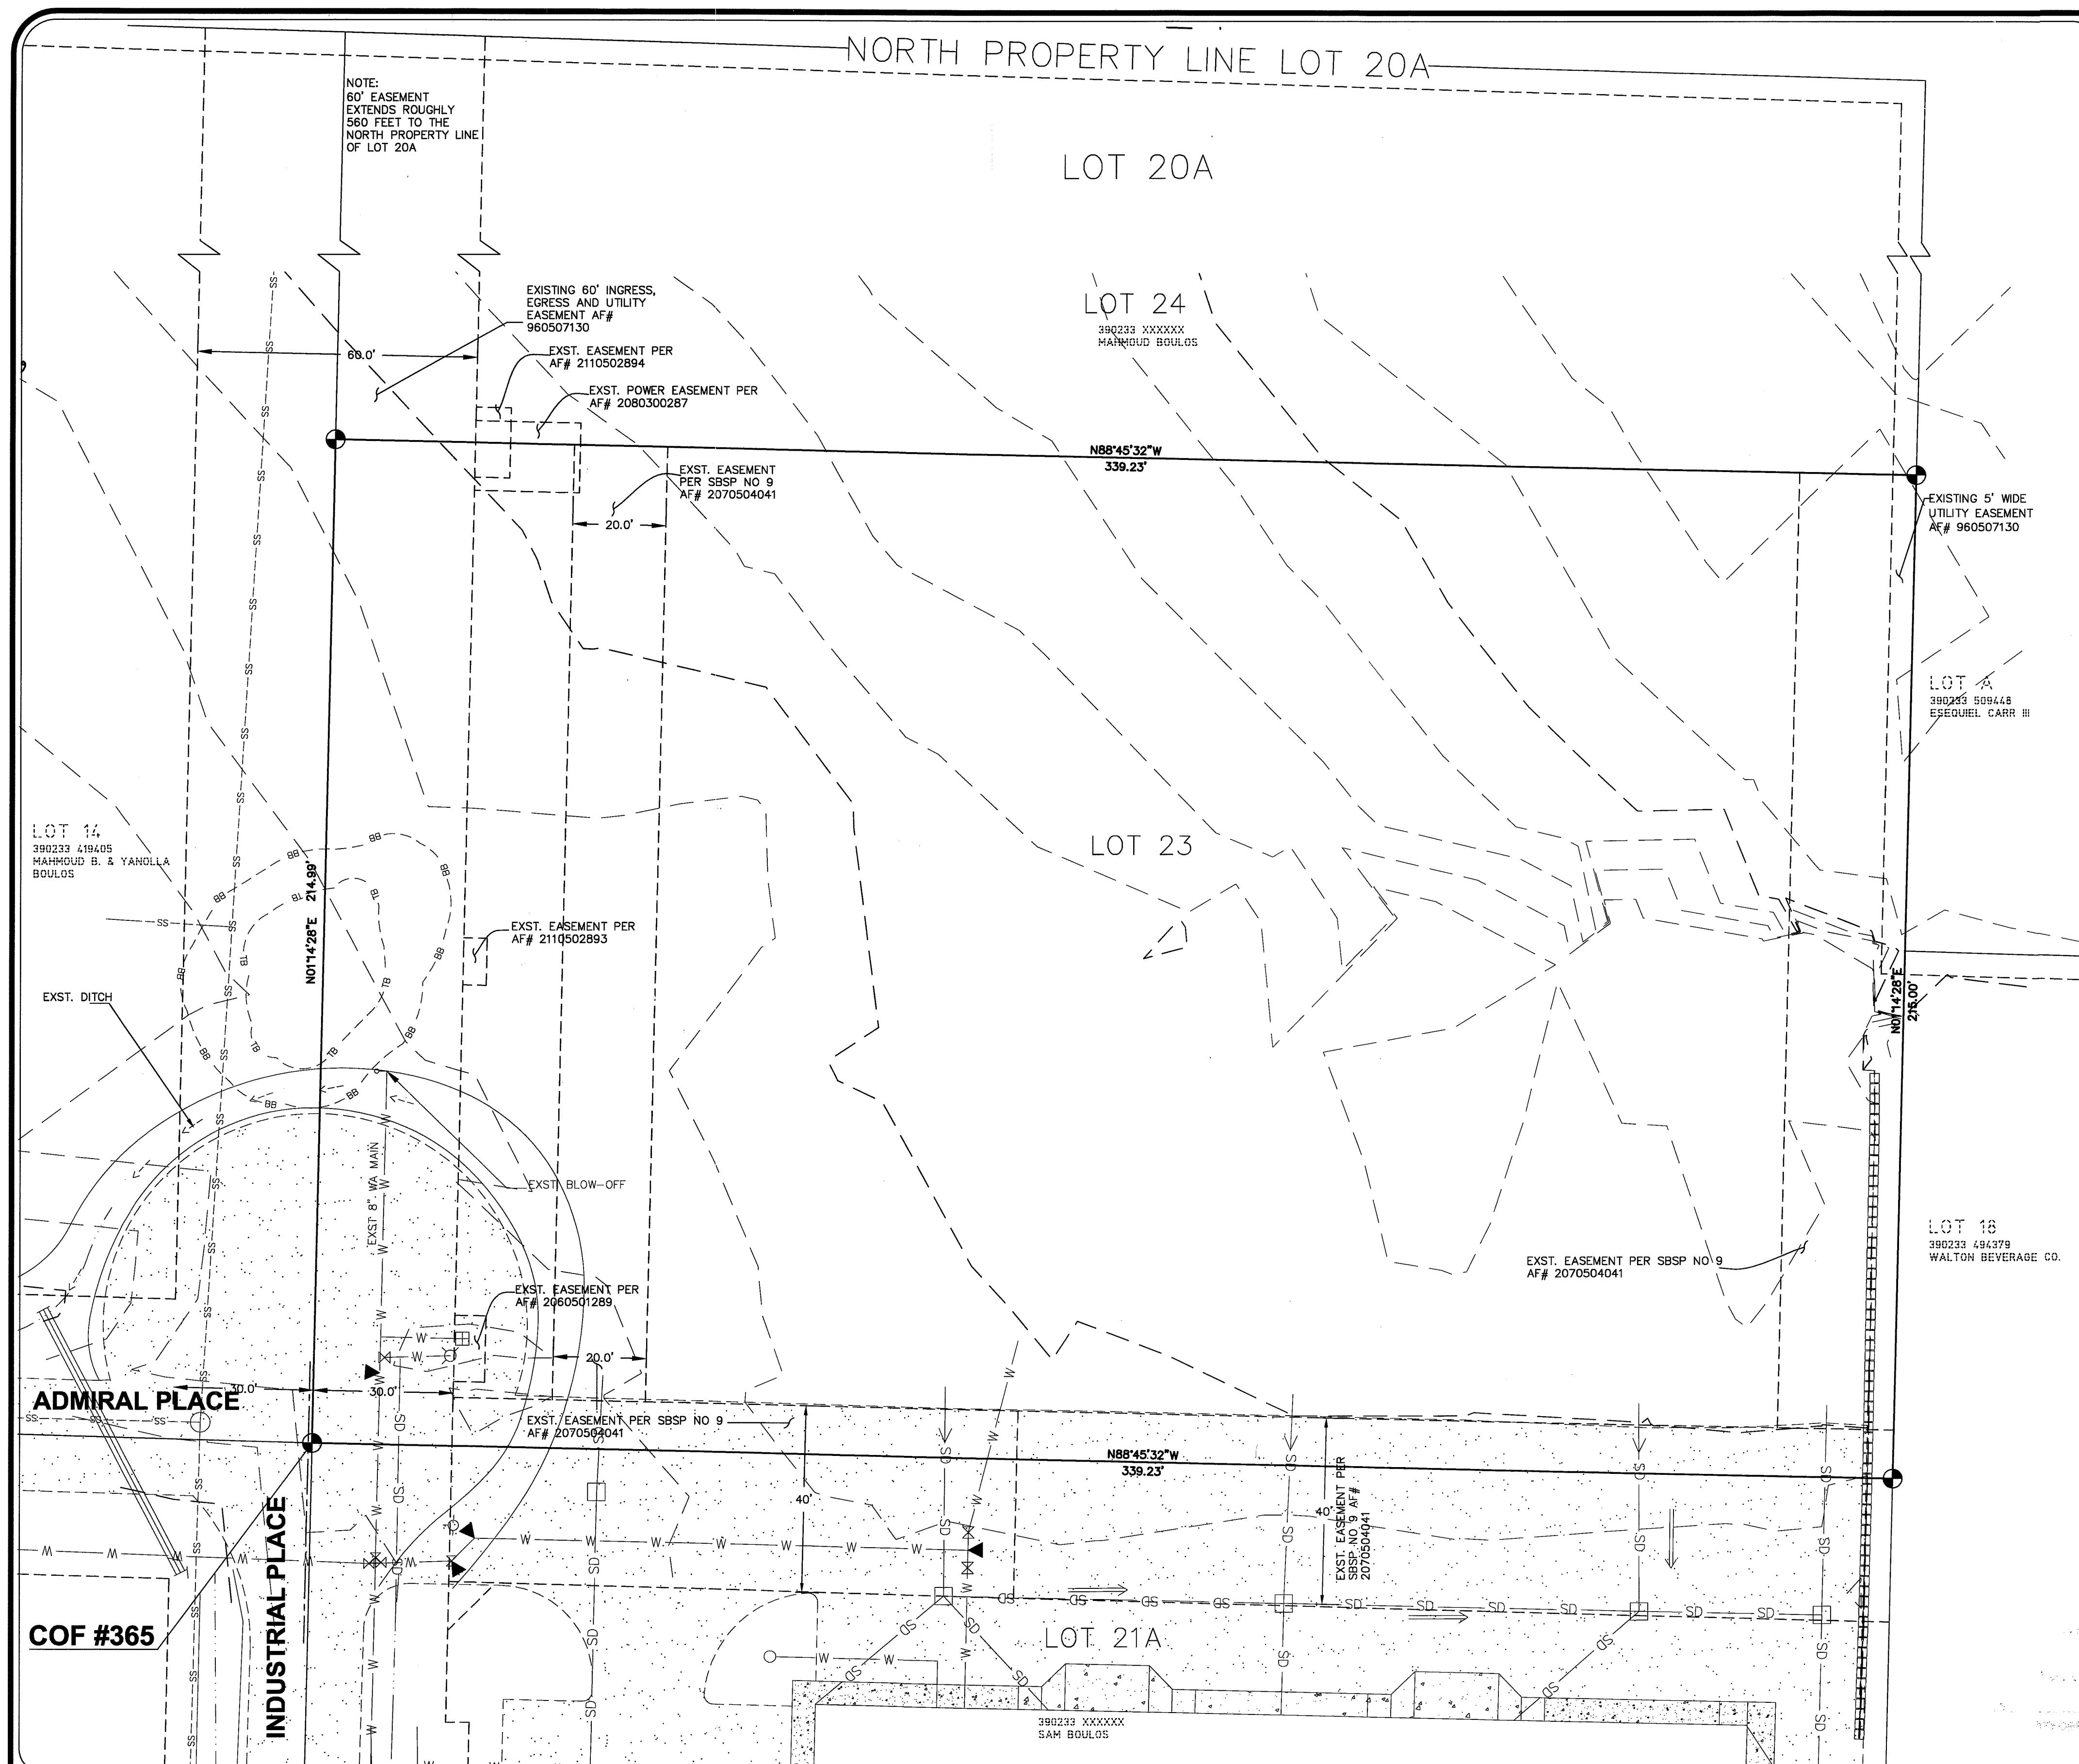 NORTH PROPERTY LINE LOT 20A
NOTE:
60' EASEMENT
EXTENDS ROUGHLY
560 FEET TO THE
NORTH PROPERTY LINE
OF LOT 20A
LOT 20A
EXISTING 60' INGRESS,
EGRESS AND UTILITY
EASEMENT AF#
960507130
LOT 24
390233 XXXXXX
MAHMOUD BOULOS
60.0'
EXST. EASEMENT PER
AF# 2110502894
EXST. POWER EASEMENT PER
AF# 2080300287
N88°45'32"W
339.23'
EXST. EASEMENT
PER SBSP NO 9
AF# 2070504041
20.0'
EXISTING 5' WIDE
UTILITY EASEMENT
AF# 960507130
LOT A
390233 509448
ESEQUIEL CARR III
LOT 14
390233 419405
MAHMOUD B. & YANOLLA
BOULOS
LOT 23
N01°14'28"E 214.99'
EXST. EASEMENT PER
AF# 2110502893
EXST. DITCH
N01°14'28"E
215.00'
EXST 8" WA MAIN
EXST BLOW-OFF
LOT 18
390233 494379
WALTON BEVERAGE CO.
EXST. EASEMENT PER SBSP NO 9
AF# 2070504041
EXST. EASEMENT PER
AF# 2060501289
20.0'
30.0'
30.0'
ADMIRAL PLACE
EXST. EASEMENT PER SBSP NO 9
AF# 2070504041
N88°45'32"W
339.23'
40'
40'
EXST. EASEMENT PER
SBSP NO 9 AF#
2070504041
INDUSTRIAL PLACE
COF #365
LOT 21A
390233 XXXXXX
SAM BOULOS